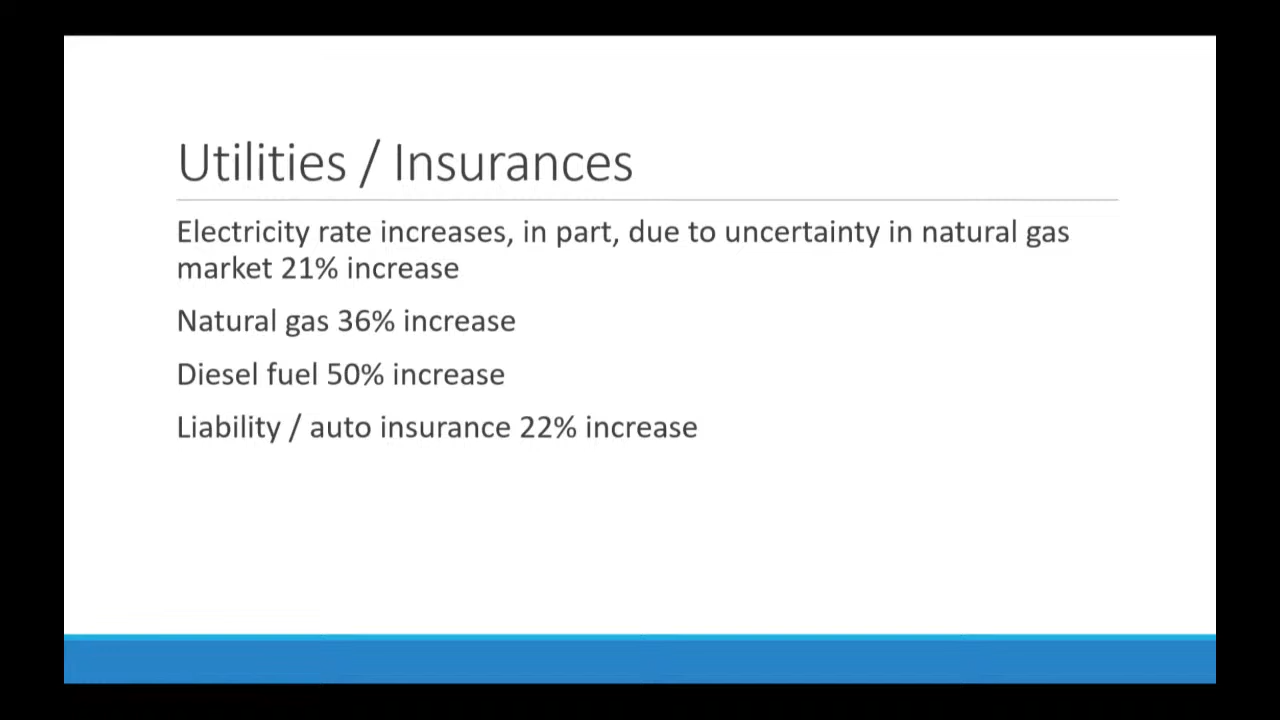 Utilities / Insurances
Electricity rate increases, in part, due to uncertainty in natural gas
market 21% increase
Natural gas 36% increase
Diesel fuel 50% increase
Liability / auto insurance 22% increase